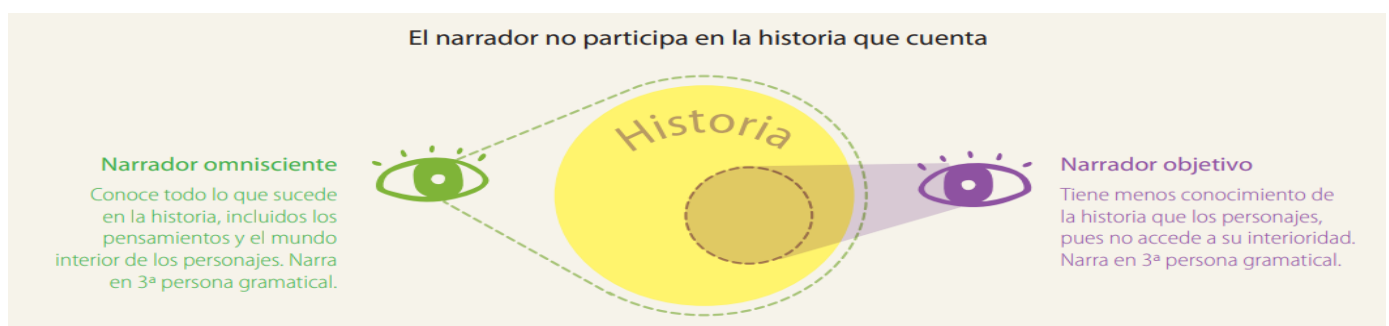 El narrador no participa en la historia que cuenta
Historia
Narrador omnisciente
Conoce todo lo que sucede
en la historia, incluidos los
pensamientos y el mundo
interior de los personajes. Narra
en 3ª persona gramatical.
Narrador objetivo
Tiene menos conocimiento de
la historia que los personajes,
pues no accede a su interioridad.
Narra en 3ª persona gramatical.